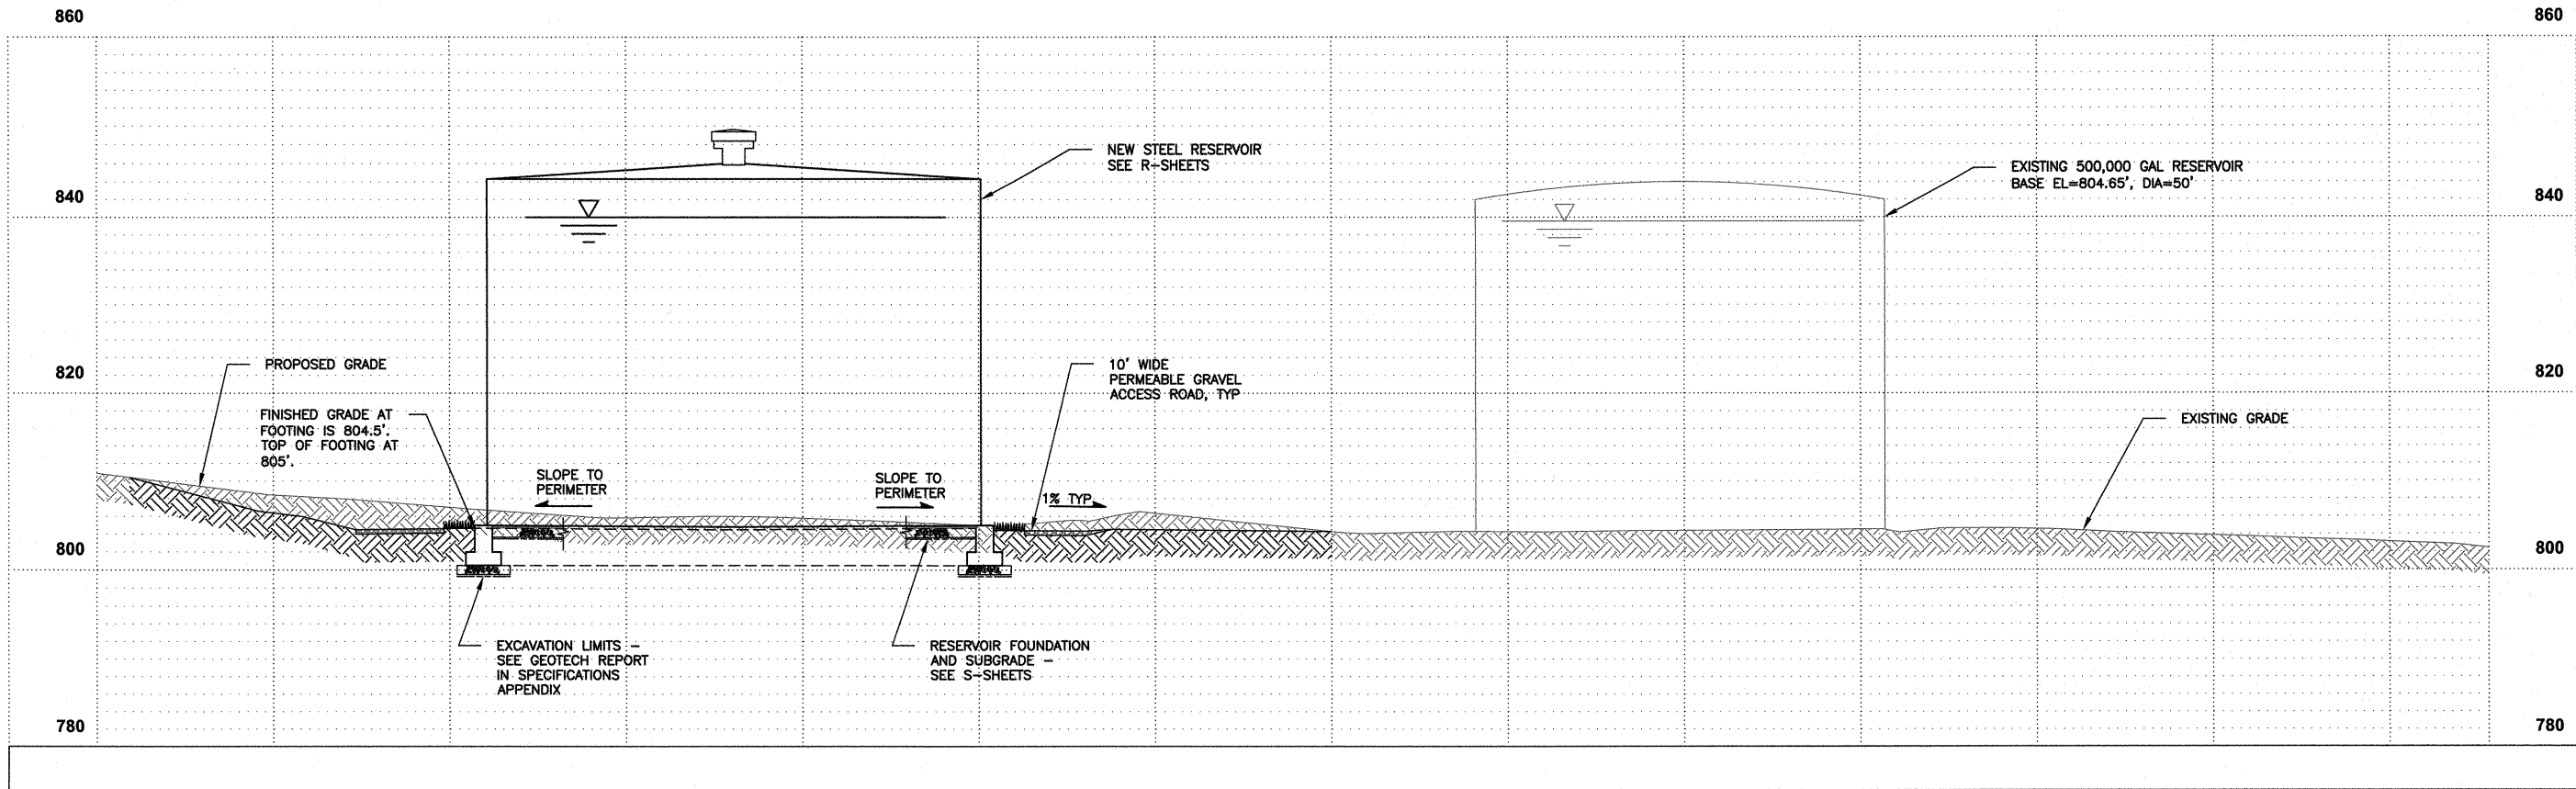 860
860
NEW STEEL RESERVOIR
SEE R-SHEETS
EXISTING 500,000 GAL RESERVOIR
BASE EL=804.65', DIA=50'
840
840
PROPOSED GRADE
10' WIDE
PERMEABLE GRAVEL
ACCESS ROAD, TYP
820
820
FINISHED GRADE AT
FOOTING IS 804.5'.
TOP OF FOOTING AT
805'.
EXISTING GRADE
SLOPE TO
PERIMETER
SLOPE TO
PERIMETER
1% TYP
800
800
EXCAVATION LIMITS -
SEE GEOTECH REPORT
IN SPECIFICATIONS
APPENDIX
RESERVOIR FOUNDATION
AND SUBGRADE -
SEE S-SHEETS
780
780